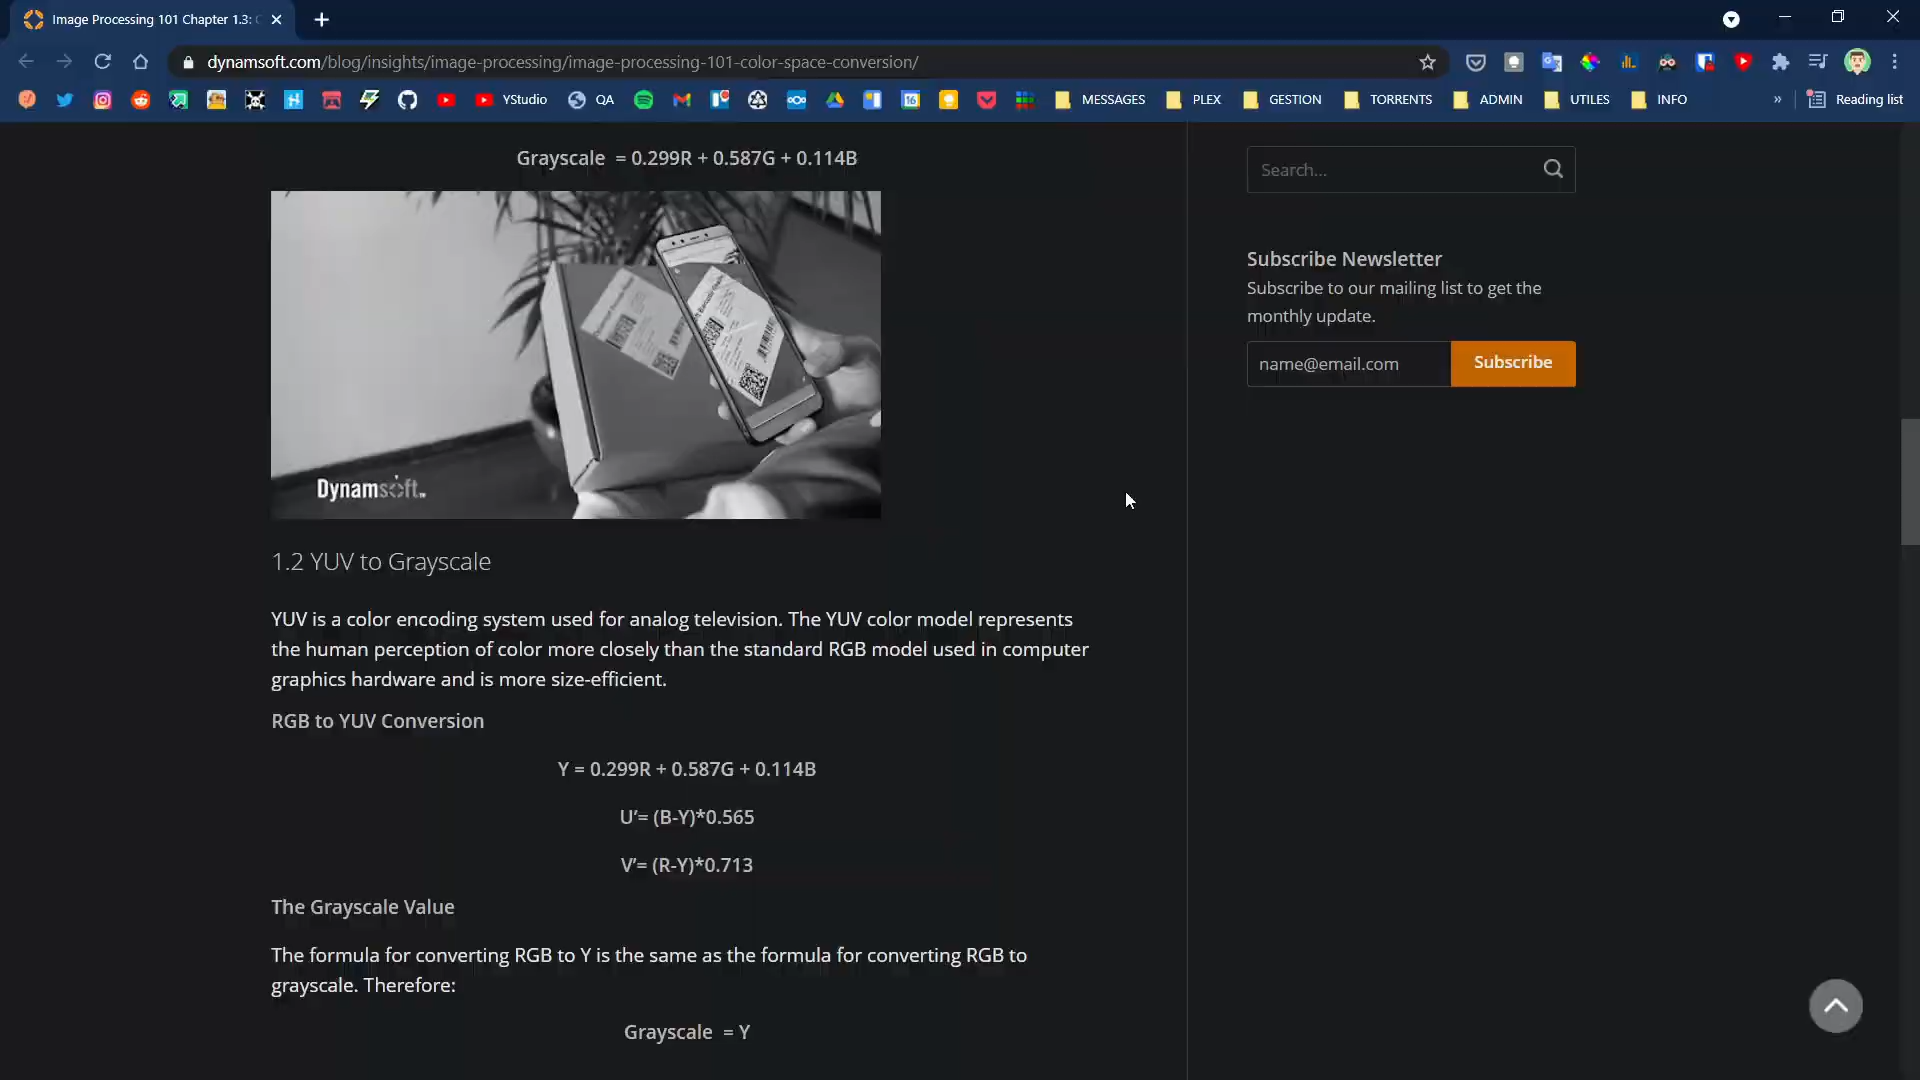 Image Processing 101 Chapter 1.3:
dynamsoft.com/blog/insights/image-processing/image-processing-101-color-space-conversion/
YStudio
QA
16
MESSAGES
PLEX
GESTION
TORRENTS
ADMIN
UTILES
INFO
»
Reading list
Grayscale = 0.299R + 0.587G + 0.114B
Dynamsoft
1.2 YUV to Grayscale
YUV is a color encoding system used for analog television. The YUV color model represents
the human perception of color more closely than the standard RGB model used in computer
graphics hardware and is more size-efficient.
RGB to YUV Conversion
Y = 0.299R + 0.587G + 0.114B
U'= (B-Y)*0.565
V'= (R-Y)*0.713
The Grayscale Value
The formula for converting RGB to Y is the same as the formula for converting RGB to
grayscale. Therefore:
Grayscale = Y
Search...
Subscribe Newsletter
Subscribe to our mailing list to get the
monthly update.
name@email.com
Subscribe